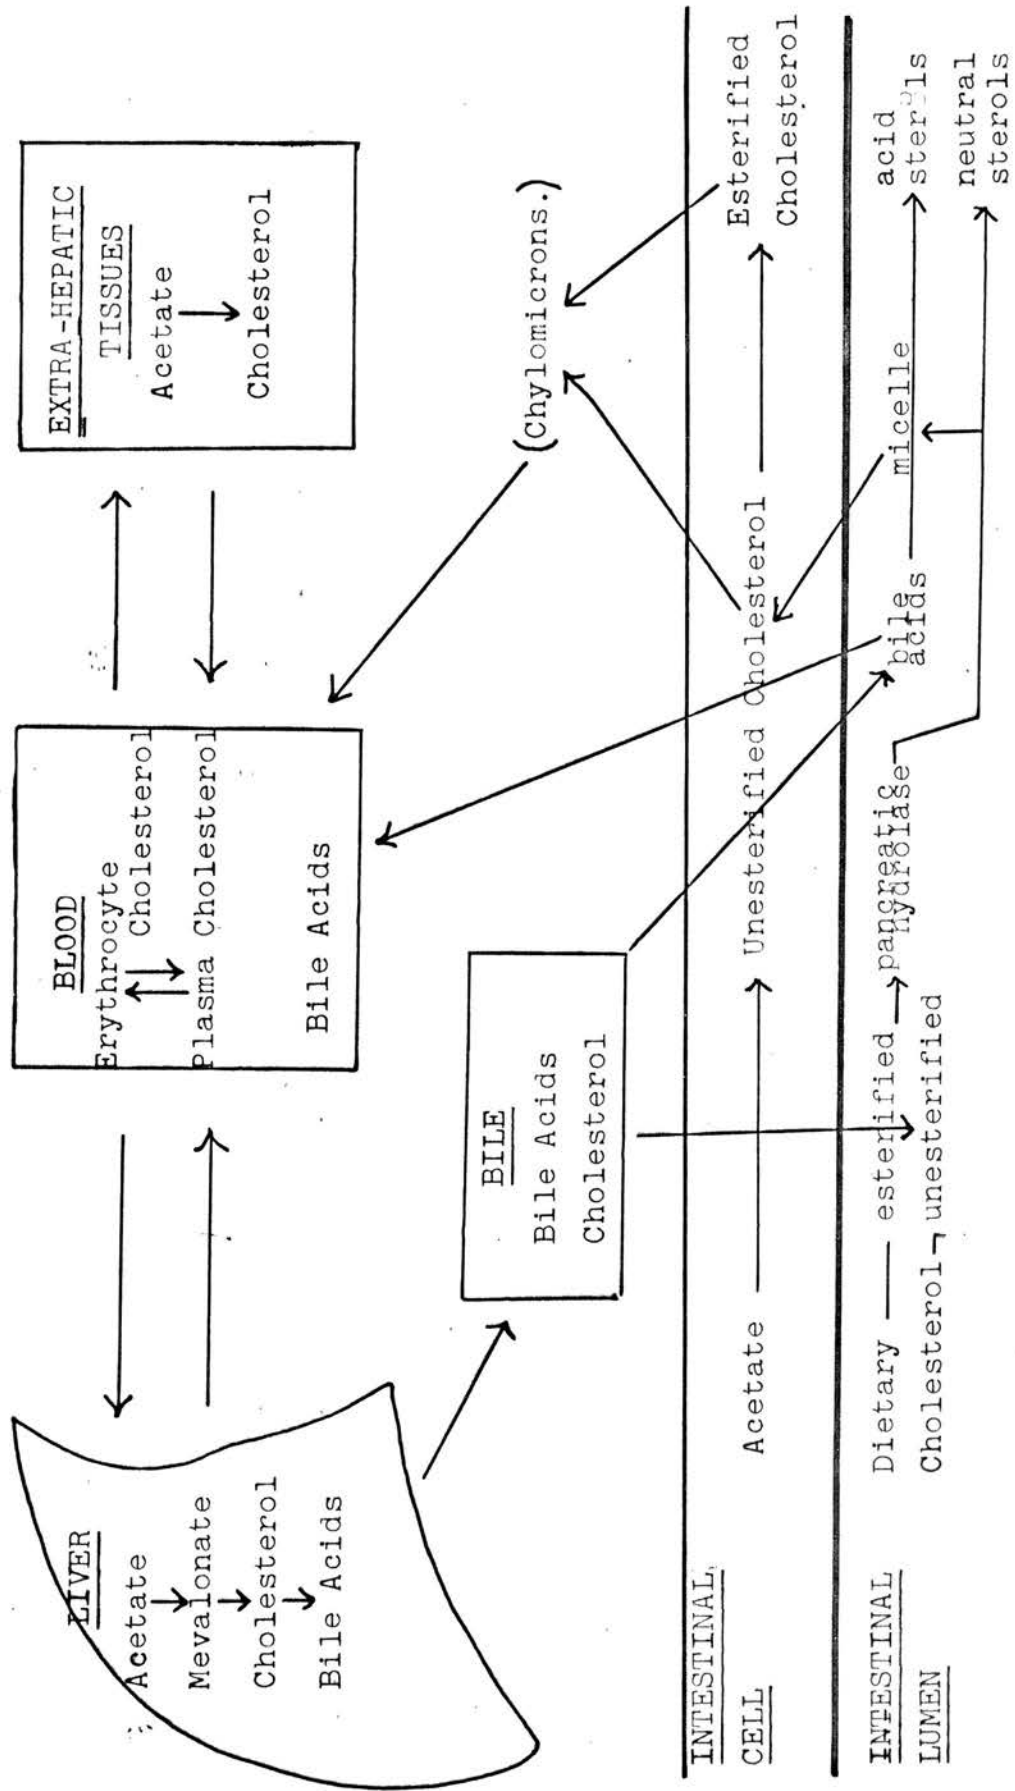 LIVER
Acetate
Mevalonate
Cholesterol
Bile Acids
BLOOD
Erythrocyte
Cholesterol
Plasma Cholesterol
Bile Acids
EXTRA-HEPATIC
TISSUES
Acetate
Cholesterol
BILE
Bile Acids
Cholesterol
(Chylomicrons.)
INTESTINAL
CELL
Acetate
Unesterified Cholesterol
Esterified
Cholesterol
INTESTINAL
LUMEN
Dietary
Cholesterol
esterified
unesterified
pancreatic
hydrolase
bile
acids
micelle
acid
sterols
neutral
sterols